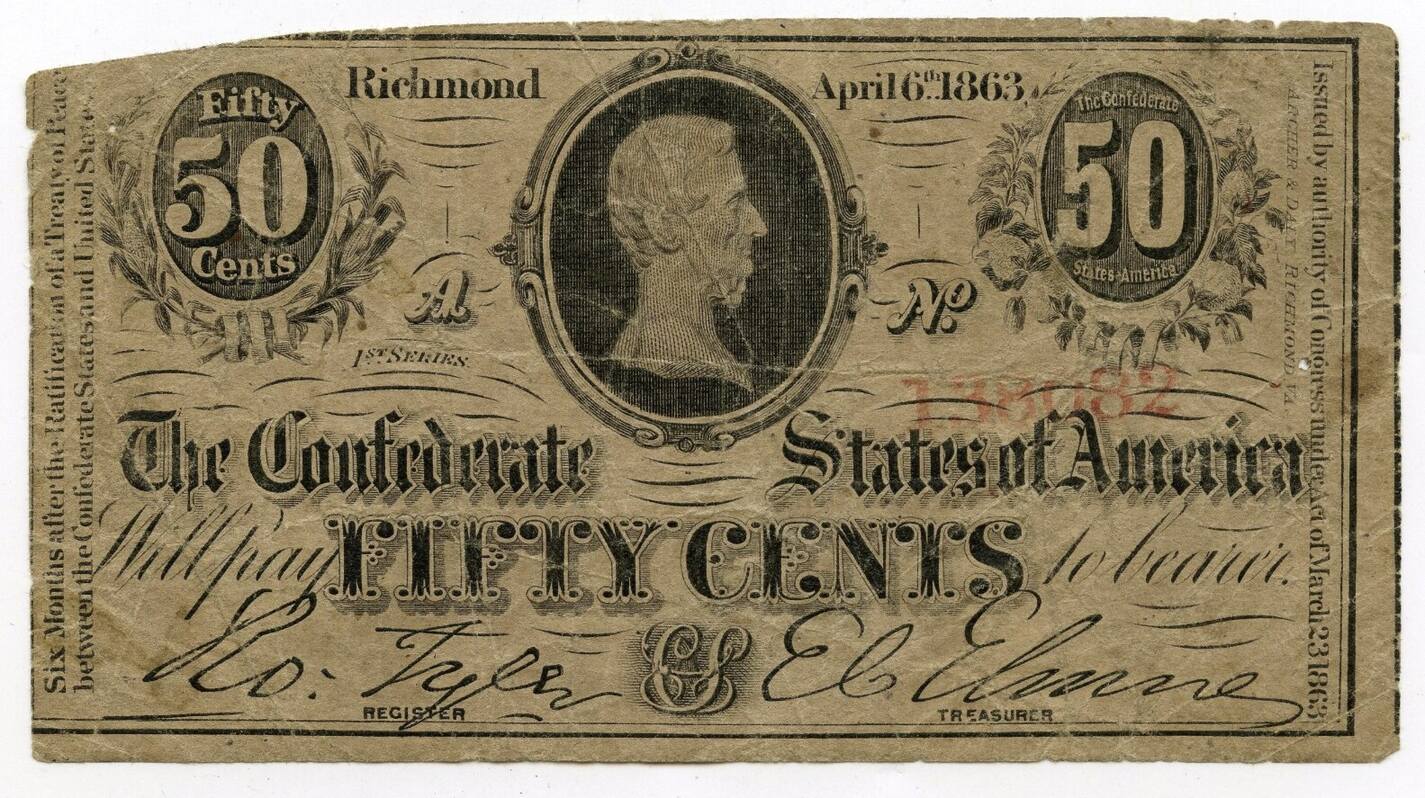 Six Months after the Ratification of a Treaty of Peace
between the Confederate States and United States
Fifty
50
Cents
Richmond
April 6th 1863
The Confederate
50
States America
A
No
1ST SERIES
The Confederate States of America
Will pay FIFTY CENTS to bearer.
Ro: Tyler
REGISTER
CS
E C Elmore
TREASURER
Issued by authority of Congress under Act of March 23 1863
ARCHER & DALY RICHMOND VA